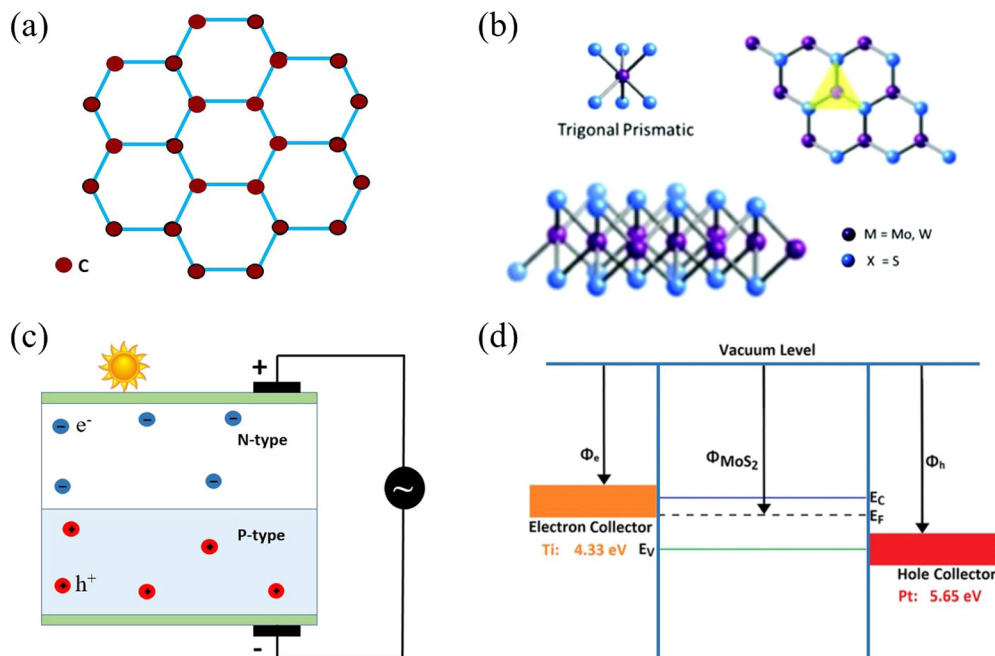 (a)
C
(b)
Trigonal Prismatic
M = Mo, W
X = S
(c)
+
e⁻
N-type
P-type
h⁺
-
~
(d)
Vacuum Level
Φe
ΦMoS₂
Φh
EC
EF
EV
Electron Collector
Ti: 4.33 eV
Hole Collector
Pt: 5.65 eV